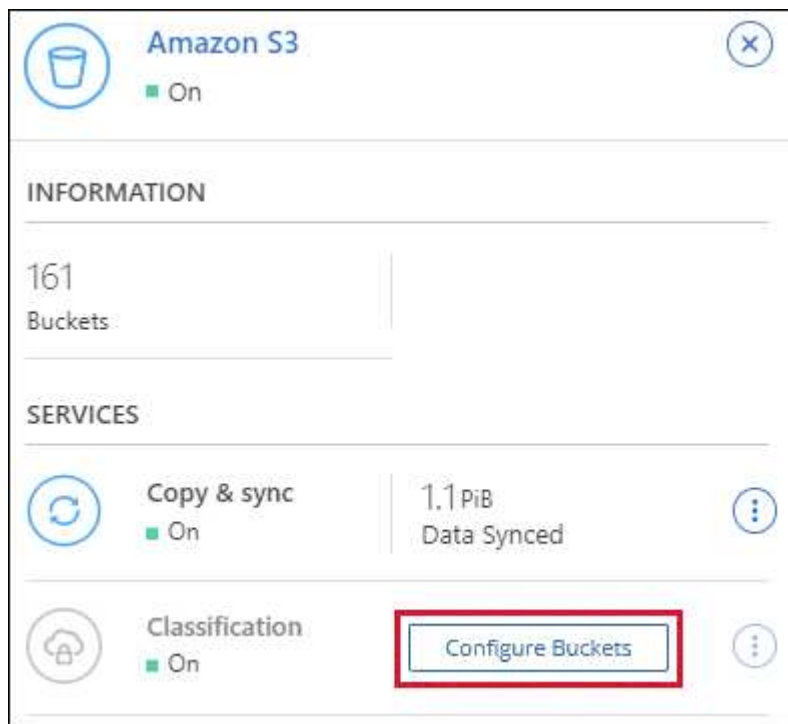 Amazon S3
On
INFORMATION
161
Buckets
SERVICES
Copy & sync
On
1.1 PiB
Data Synced
Classification
On
Configure Buckets